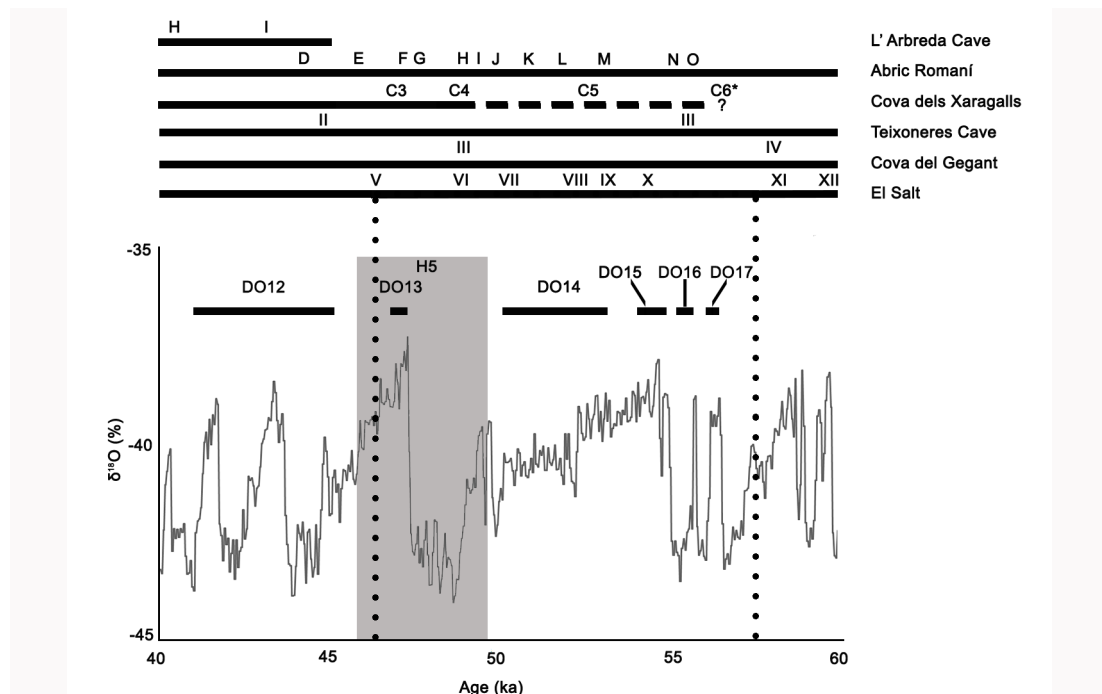 H I
L' Arbreda Cave
D E F G H I J K L M N O
Abric Romaní
C3 C4 C5 C6*
?
Cova dels Xaragalls
II III
Teixoneres Cave
III IV
Cova del Gegant
V VI VII VIII IX X XI XII
El Salt
-35
H5
DO15 DO16 DO17
DO12 DO13 DO14
-40
δ¹⁸O (%)
-45
40 45 50 55 60
Age (ka)